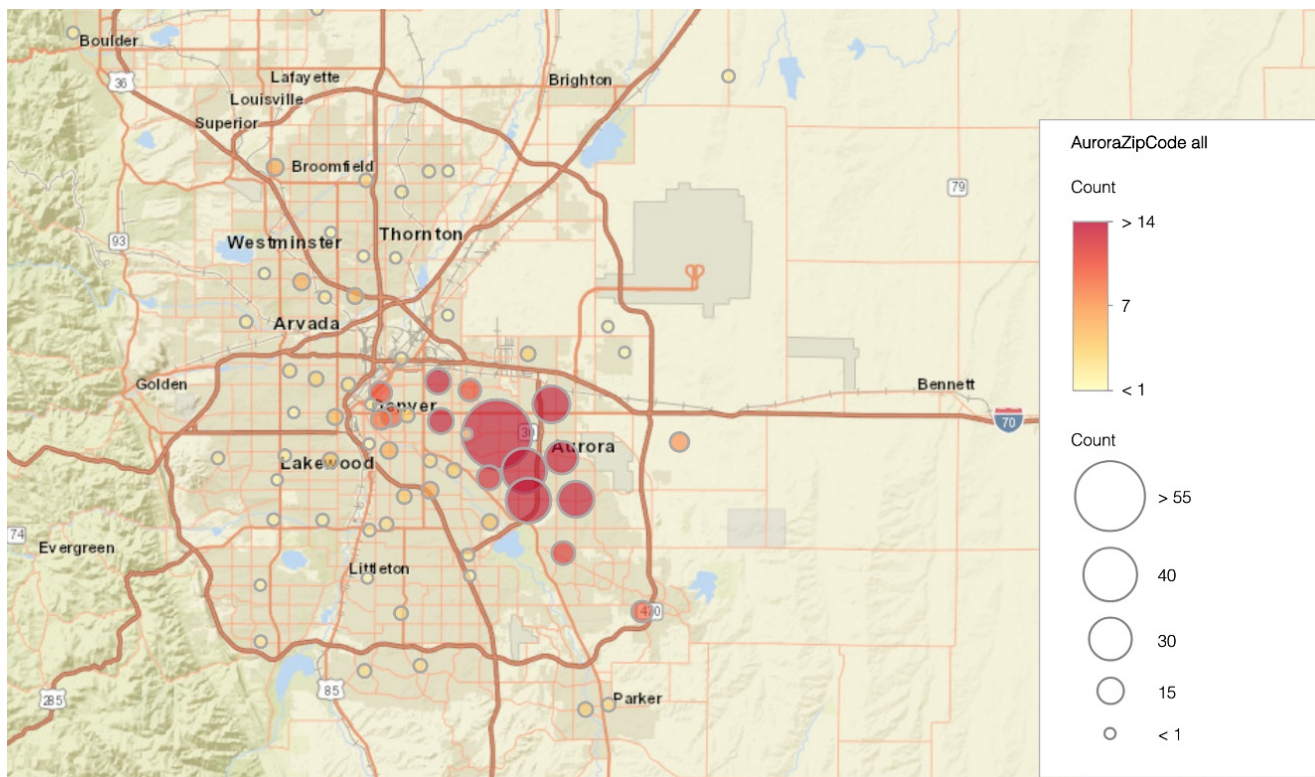 Boulder
36
Lafayette
Brighton
Louisville
Superior
AuroraZipCode all
Broomfield
Count
79
> 14
93
Westminster
Thornton
7
Arvada
Golden
Bennett
< 1
Denver
70
30
Aurora
Count
Lakewood
> 55
74
Evergreen
Littleton
40
470
30
285
85
Parker
15
< 1